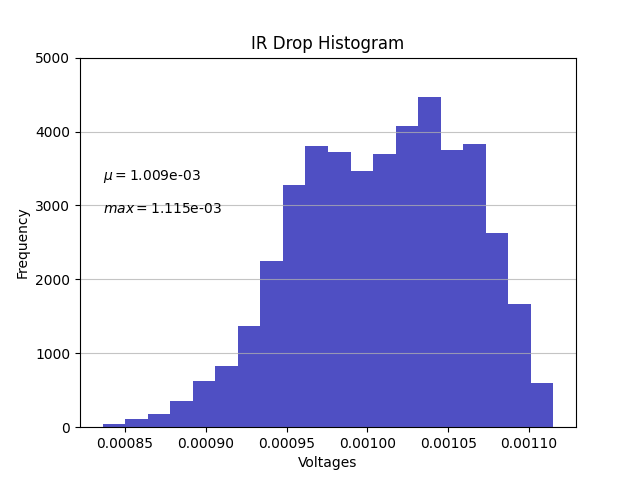 IR Drop Histogram
5000
4000
3000
2000
1000
0
Frequency
μ = 1.009e-03
max = 1.115e-03
0.00085 0.00090 0.00095 0.00100 0.00105 0.00110
Voltages